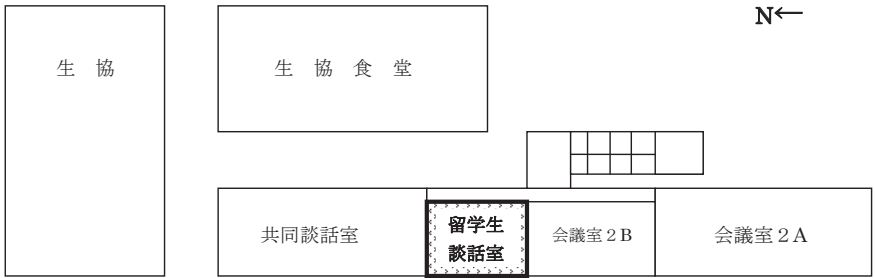 N←
生 協
生 協 食 堂
共同談話室
留学生
談話室
会議室２B
会議室２A